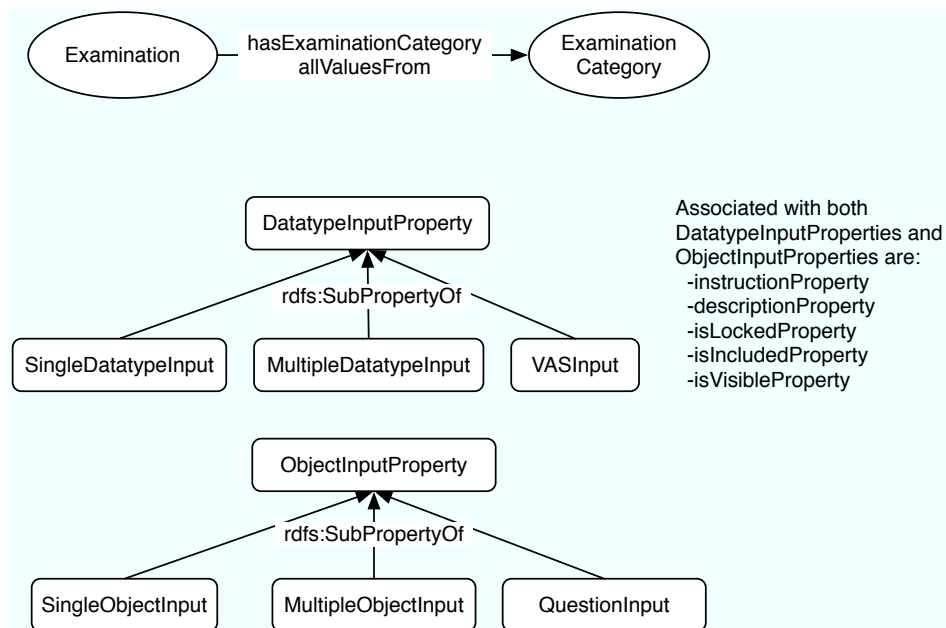 Examination
hasExaminationCategory
allValuesFrom
Examination
Category
DatatypeInputProperty
rdfs:SubPropertyOf
SingleDatatypeInput
MultipleDatatypeInput
VASInput
Associated with both
DatatypeInputProperties and
ObjectInputProperties are:
-instructionProperty
-descriptionProperty
-isLockedProperty
-isIncludedProperty
-isVisibleProperty
ObjectInputProperty
rdfs:SubPropertyOf
SingleObjectInput
MultipleObjectInput
QuestionInput